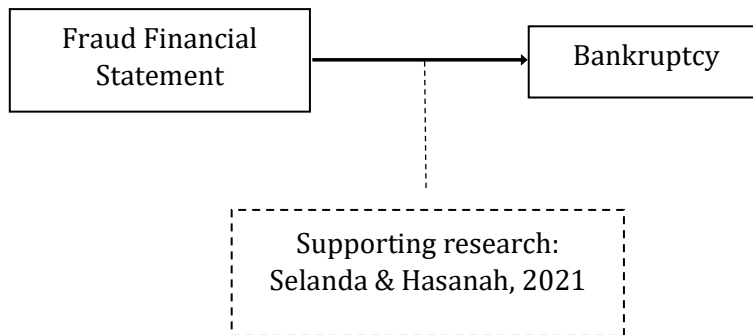 Fraud Financial
Statement
Bankruptcy
Supporting research:
Selanda & Hasanah, 2021